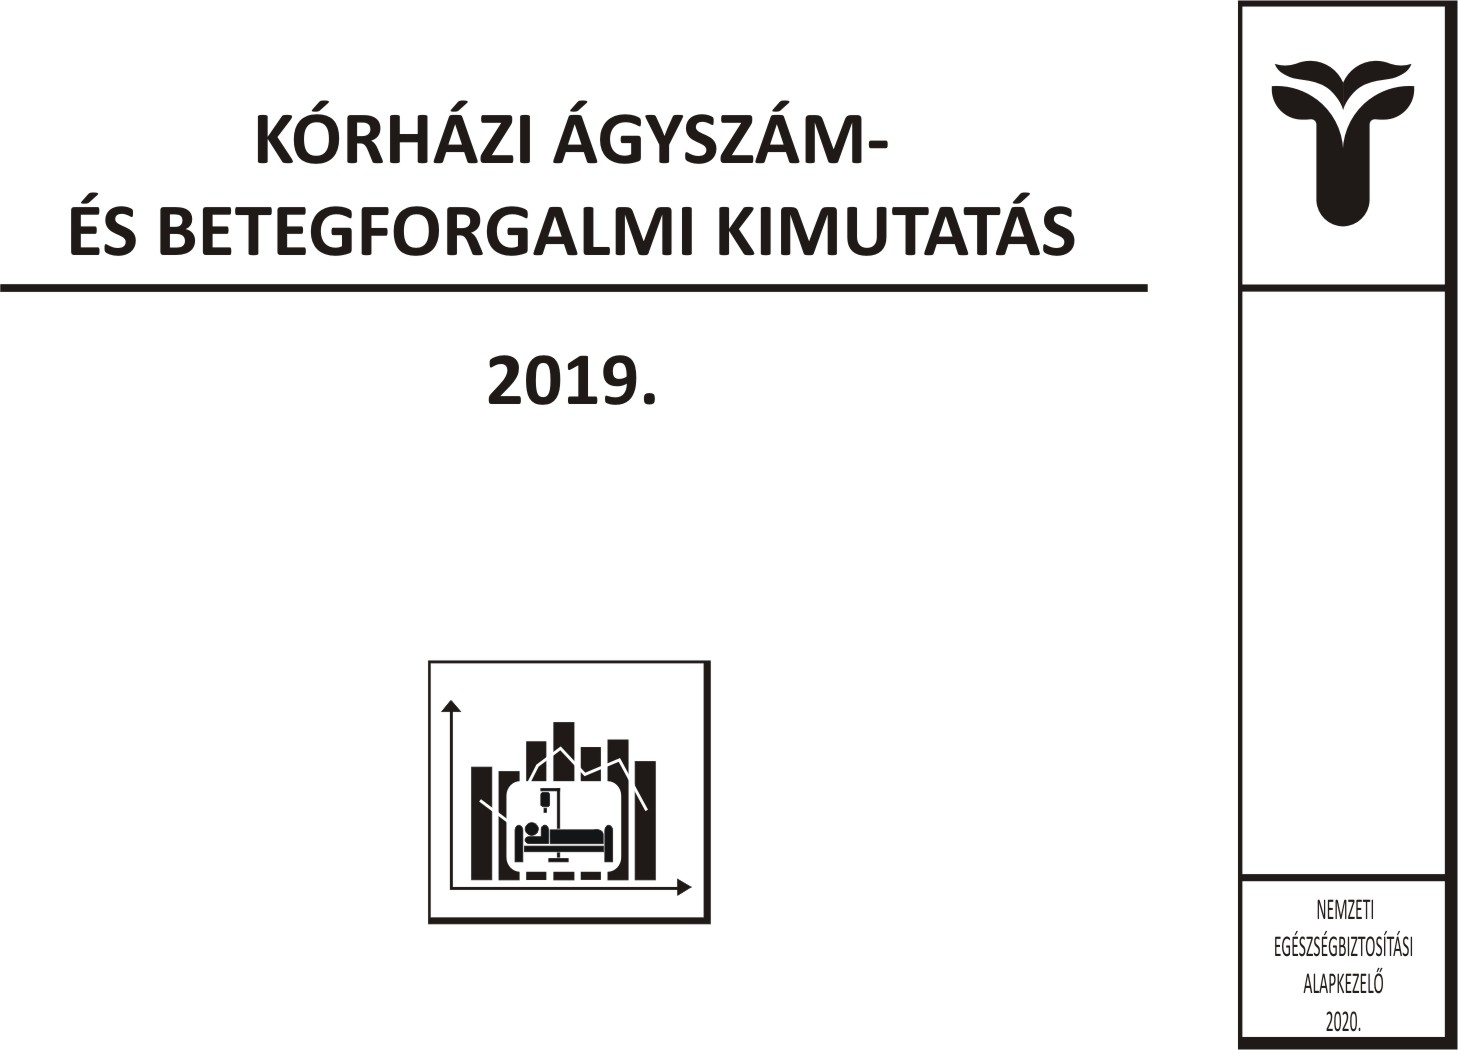 KÓRHÁZI ÁGYSZÁM-
ÉS BETEGFORGALMI KIMUTATÁS
2019.
NEMZETI
EGÉSZSÉGBIZTOSÍTÁSI
ALAPKEZELŐ
2020.